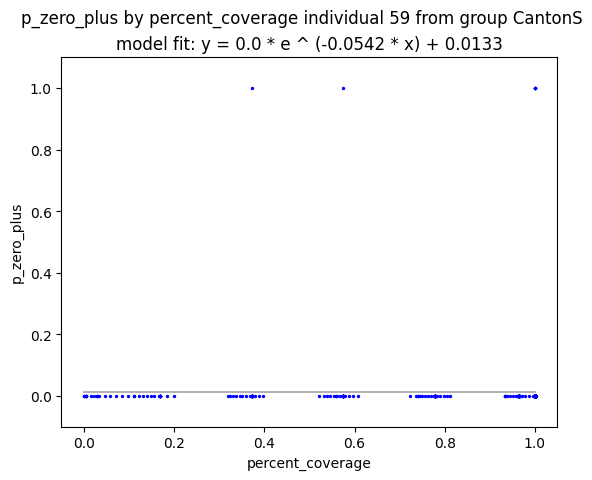 p_zero_plus by percent_coverage individual 59 from group CantonS
model fit: y = 0.0 * e ^ (-0.0542 * x) + 0.0133
1.0
0.8
p_zero_plus
0.6
0.4
0.2
0.0
0.0 0.2 0.4 0.6 0.8 1.0
percent_coverage